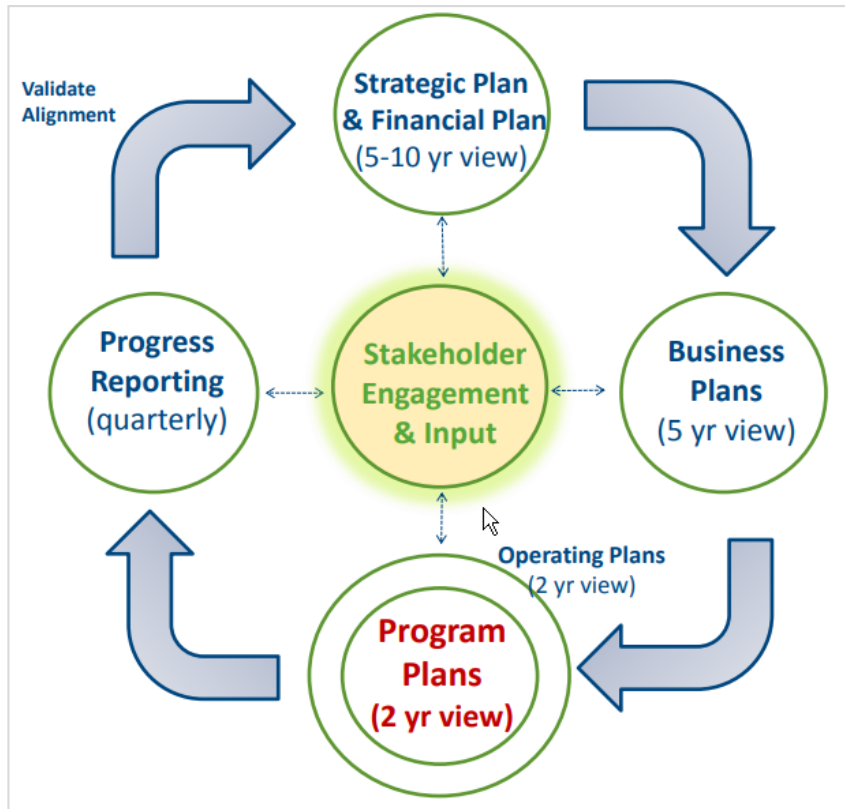 Validate
Alignment
Strategic Plan
& Financial Plan
(5-10 yr view)
Progress
Reporting
(quarterly)
Stakeholder
Engagement
& Input
Business
Plans
(5 yr view)
Operating Plans
(2 yr view)
Program
Plans
(2 yr view)